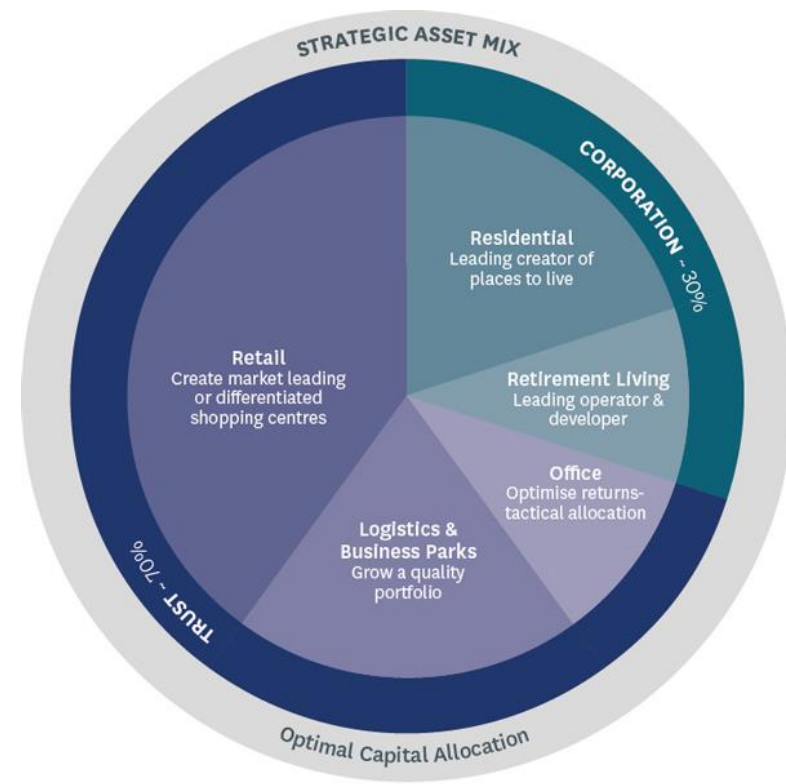 STRATEGIC ASSET MIX
CORPORATION ~ 30%
Residential
Leading creator of
places to live
Retirement Living
Leading operator &
developer
Office
Optimise returns-
tactical allocation
Logistics &
Business Parks
Grow a quality
portfolio
Retail
Create market leading
or differentiated
shopping centres
TRUST ~ 70%
Optimal Capital Allocation